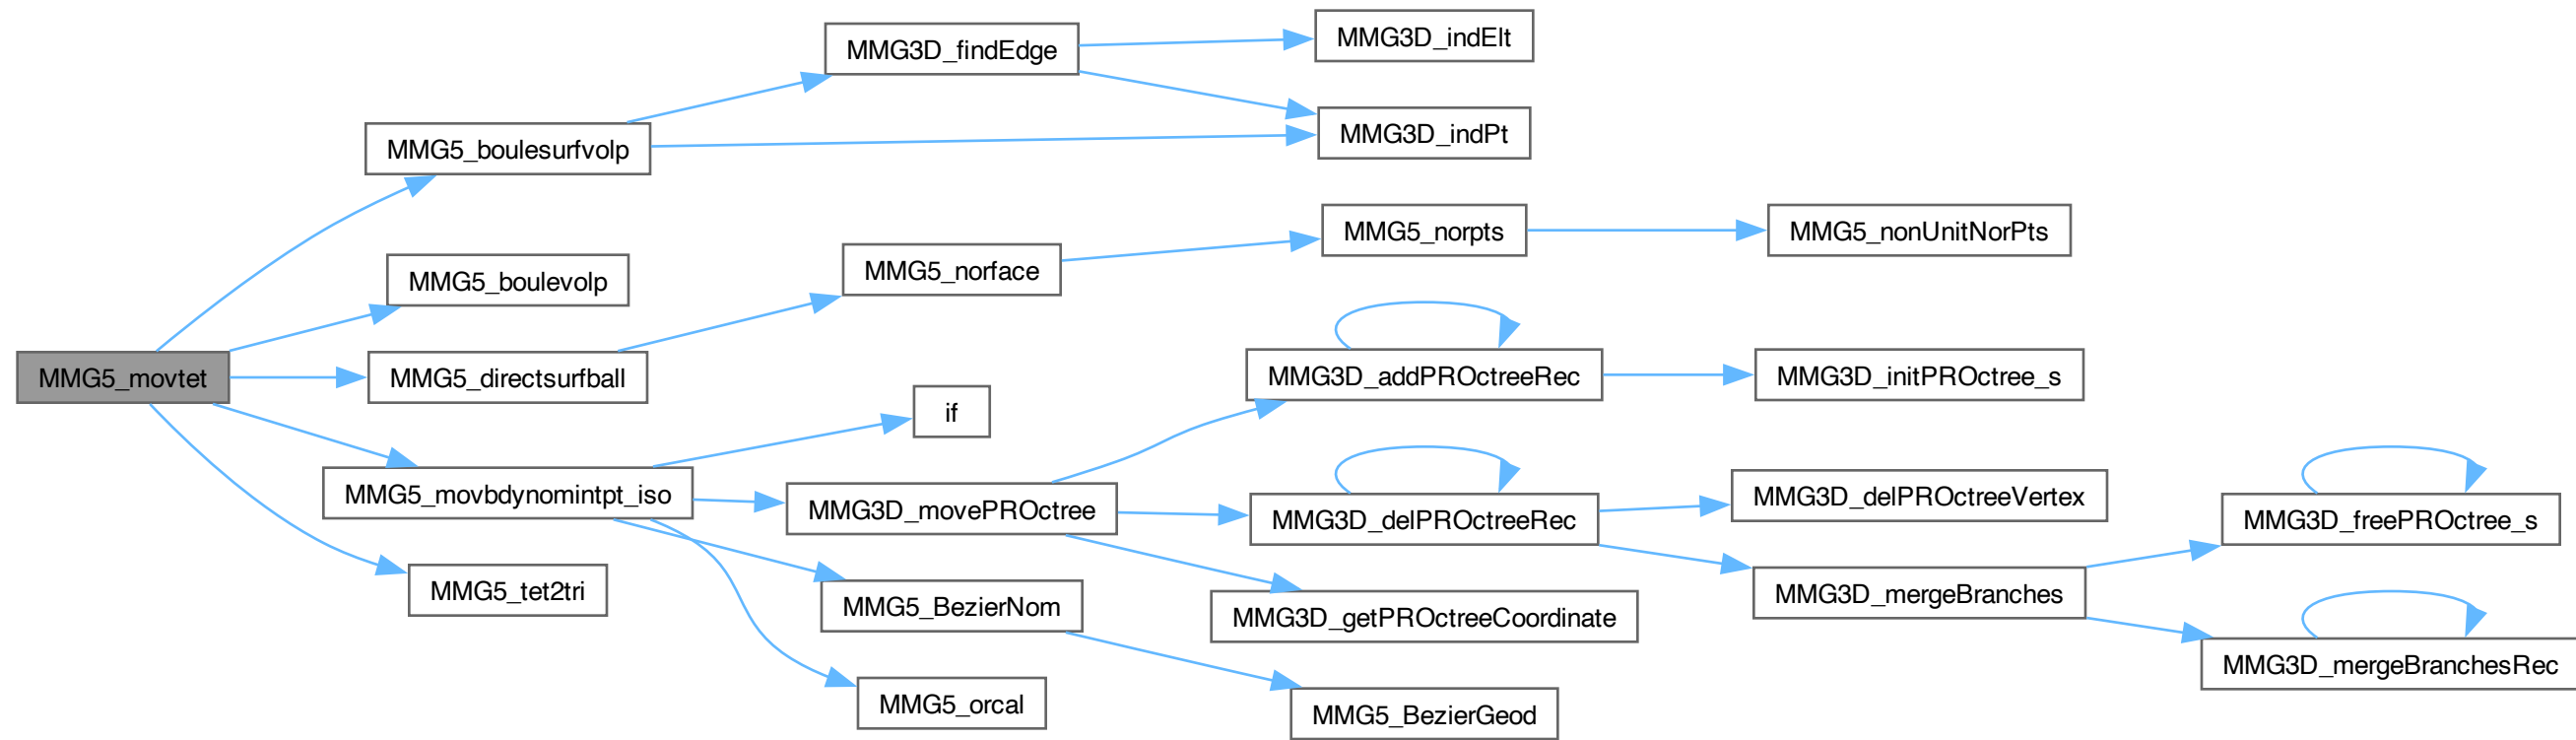 MMG3D_indElt
MMG3D_findEdge
MMG3D_indPt
MMG5_boulesurfvolp
MMG5_norpts
MMG5_nonUnitNorPts
MMG5_norface
MMG5_boulevolp
MMG5_movtet
MMG5_directsurfball
MMG3D_addPROctreeRec
MMG3D_initPROctree_s
if
MMG5_movbdynomintpt_iso
MMG3D_movePROctree
MMG3D_delPROctreeRec
MMG3D_delPROctreeVertex
MMG3D_freePROctree_s
MMG5_tet2tri
MMG5_BezierNom
MMG3D_getPROctreeCoordinate
MMG3D_mergeBranches
MMG3D_mergeBranchesRec
MMG5_orcal
MMG5_BezierGeod